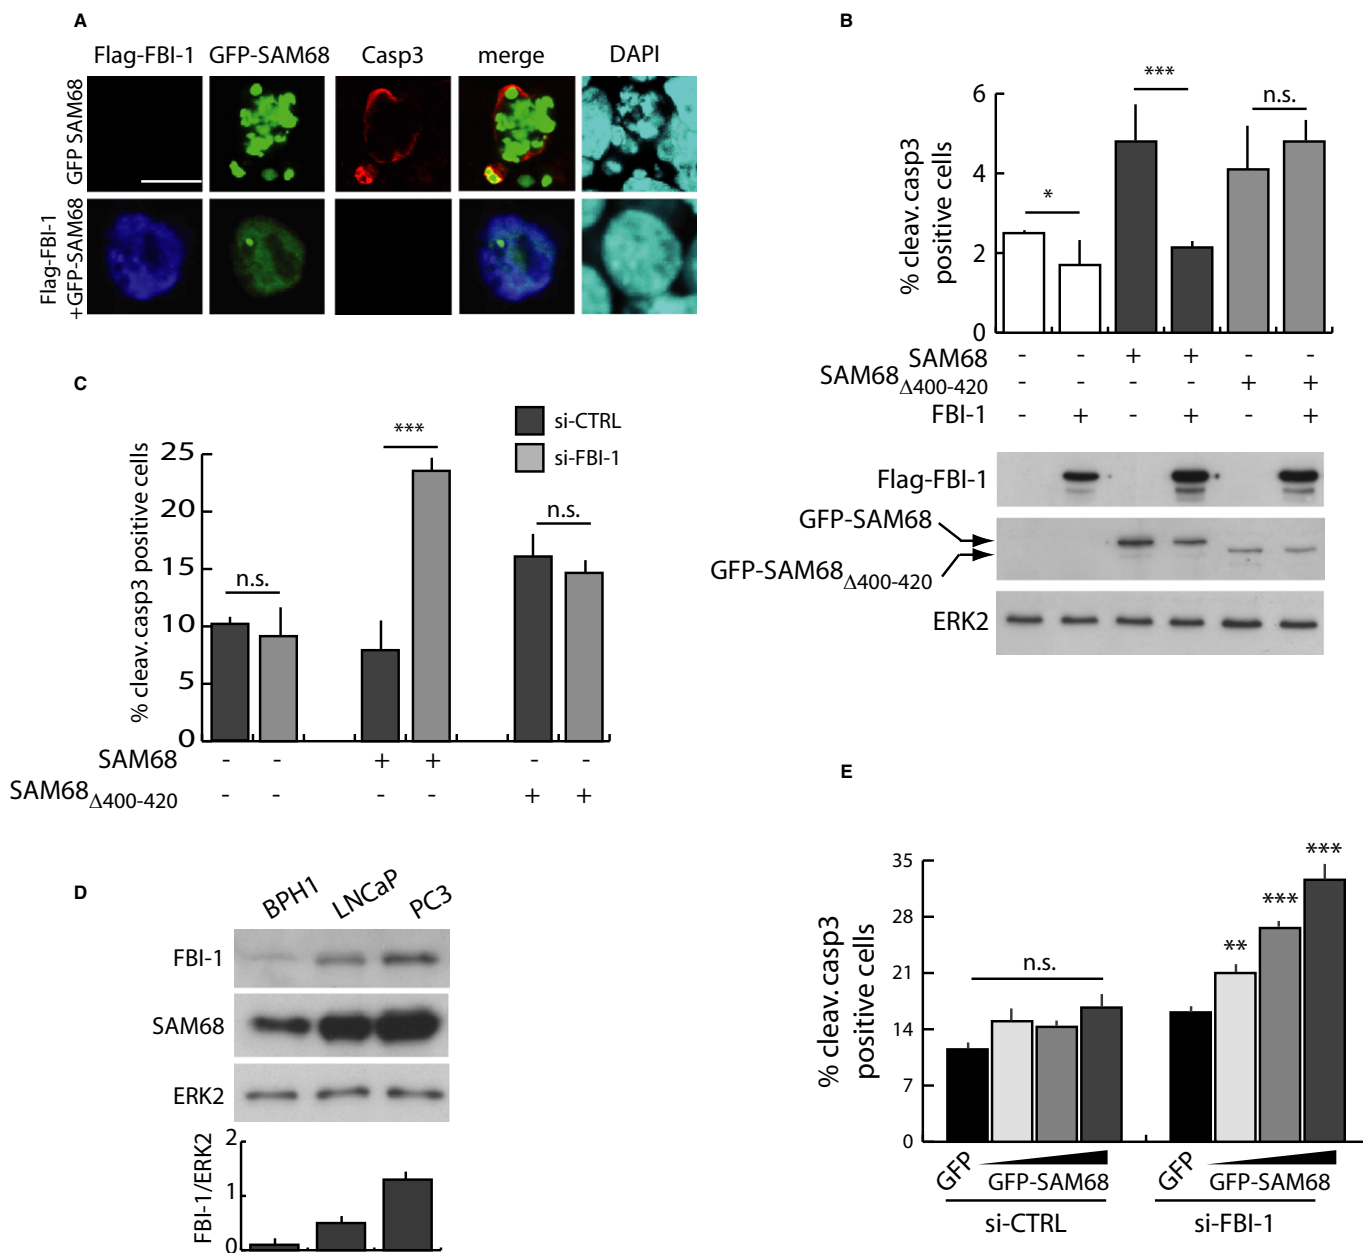 A
Flag-FBI-1 GFP-SAM68 Casp3 merge DAPI
GFP SAM68
Flag-FBI-1
+GFP-SAM68
B
% cleav.casp3
positive cells
6
4
2
0
* *** n.s.
SAM68 - - + + - -
SAM68Δ400-420 - - - - + +
FBI-1 - + - + - +
Flag-FBI-1
GFP-SAM68
GFP-SAM68Δ400-420
ERK2
C
si-CTRL
si-FBI-1
% cleav.casp3 positive cells
25
20
15
10
5
0
n.s. *** n.s.
SAM68 - - + + - -
SAM68Δ400-420 - - - - + +
D
BPH1 LNCaP PC3
FBI-1
SAM68
ERK2
FBI-1/ERK2
2
1
0
E
% cleav.casp3
positive cells
35
28
21
14
7
0
n.s. ** *** ***
GFP GFP-SAM68 GFP GFP-SAM68
si-CTRL si-FBI-1